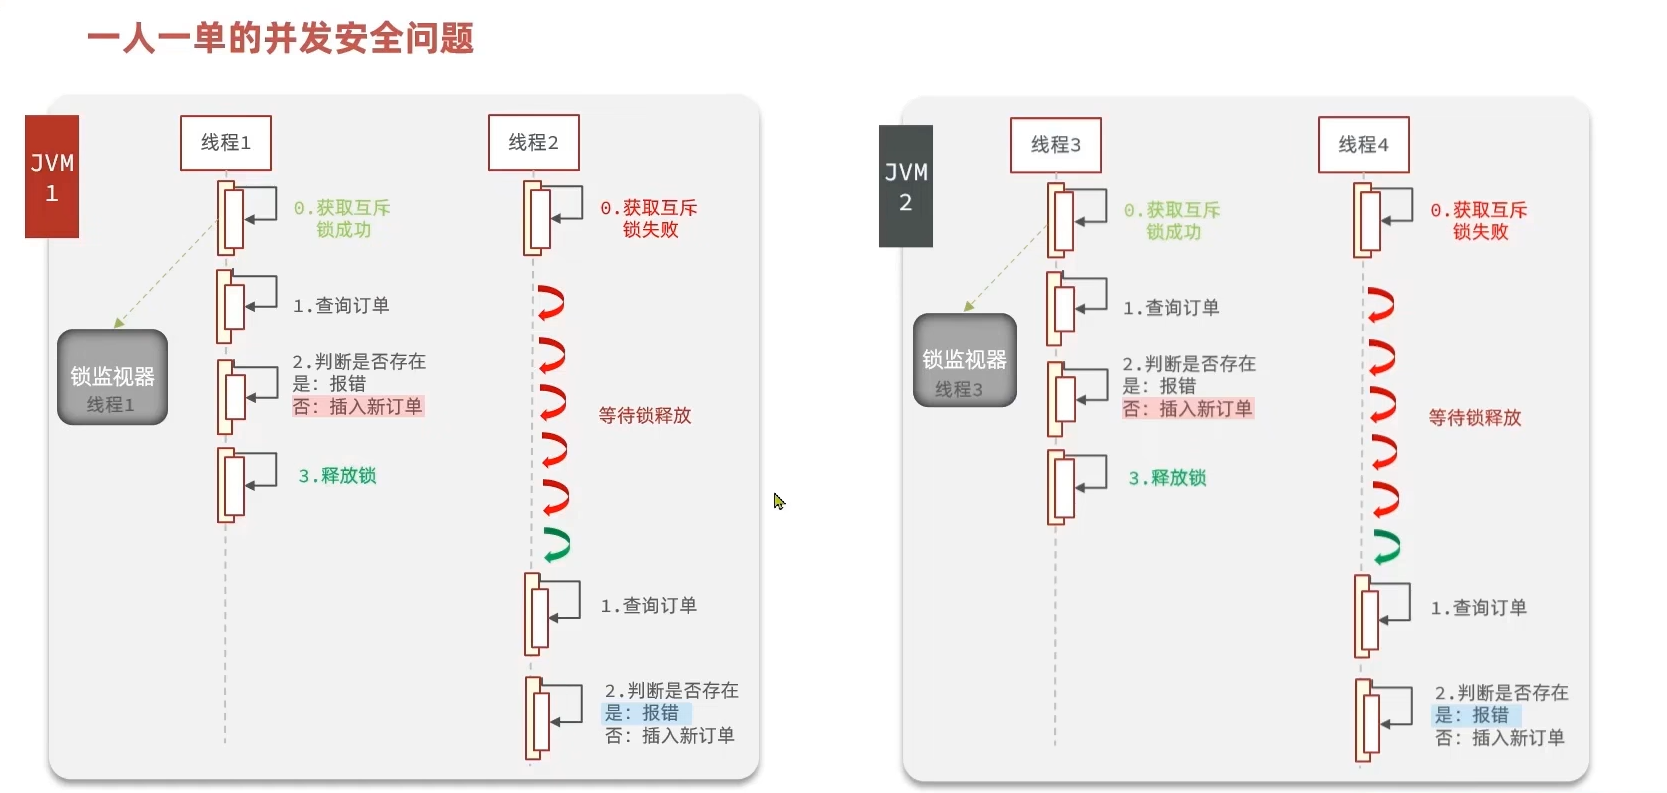 一人一单的并发安全问题
JVM
1
线程1
线程2
0.获取互斥
锁成功
0.获取互斥
锁失败
1.查询订单
锁监视器
线程1
2.判断是否存在
是：报错
否：插入新订单
等待锁释放
3.释放锁
1.查询订单
2.判断是否存在
是：报错
否：插入新订单
JVM
2
线程3
线程4
0.获取互斥
锁成功
0.获取互斥
锁失败
1.查询订单
锁监视器
线程3
2.判断是否存在
是：报错
否：插入新订单
等待锁释放
3.释放锁
1.查询订单
2.判断是否存在
是：报错
否：插入新订单